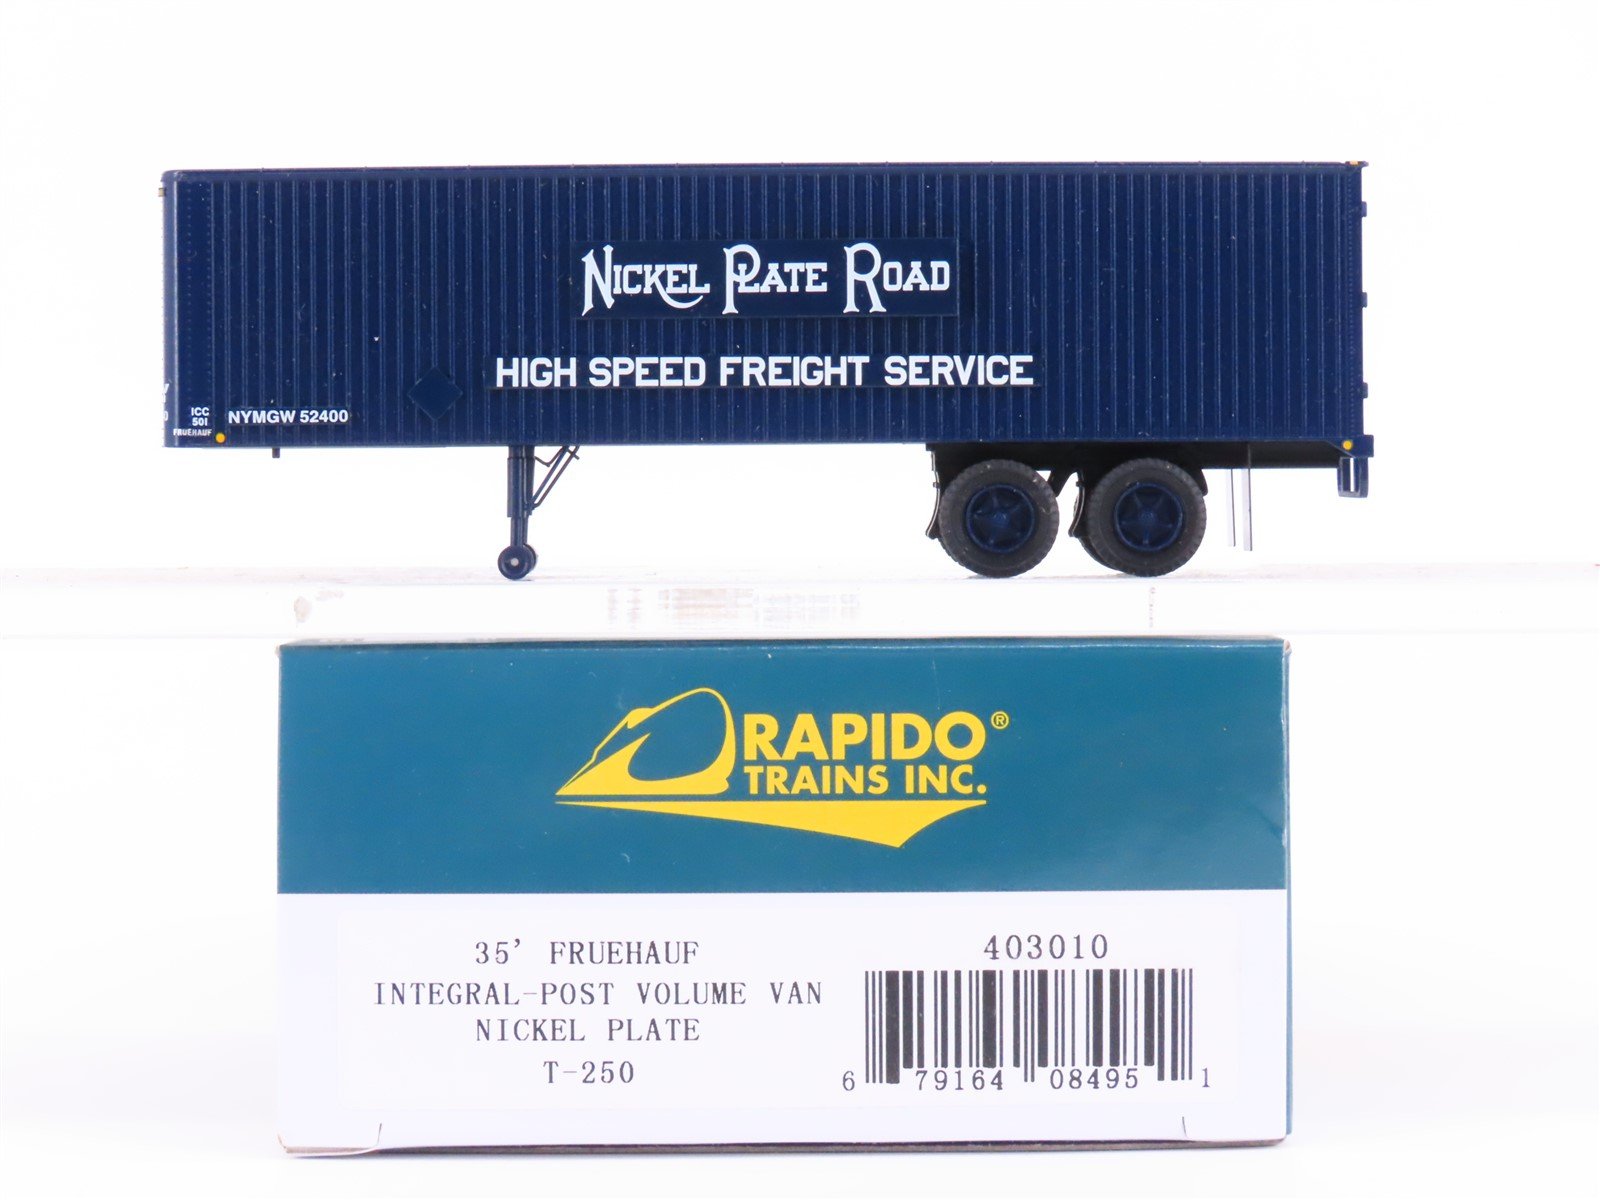 NICKEL PLATE ROAD
HIGH SPEED FREIGHT SERVICE
ICC
501
FRUEHAUF
NYMGW 52400
RAPIDO®
TRAINS INC.
35' FRUEHAUF
INTEGRAL-POST VOLUME VAN
NICKEL PLATE
T-250
403010
6 79164 08495 1